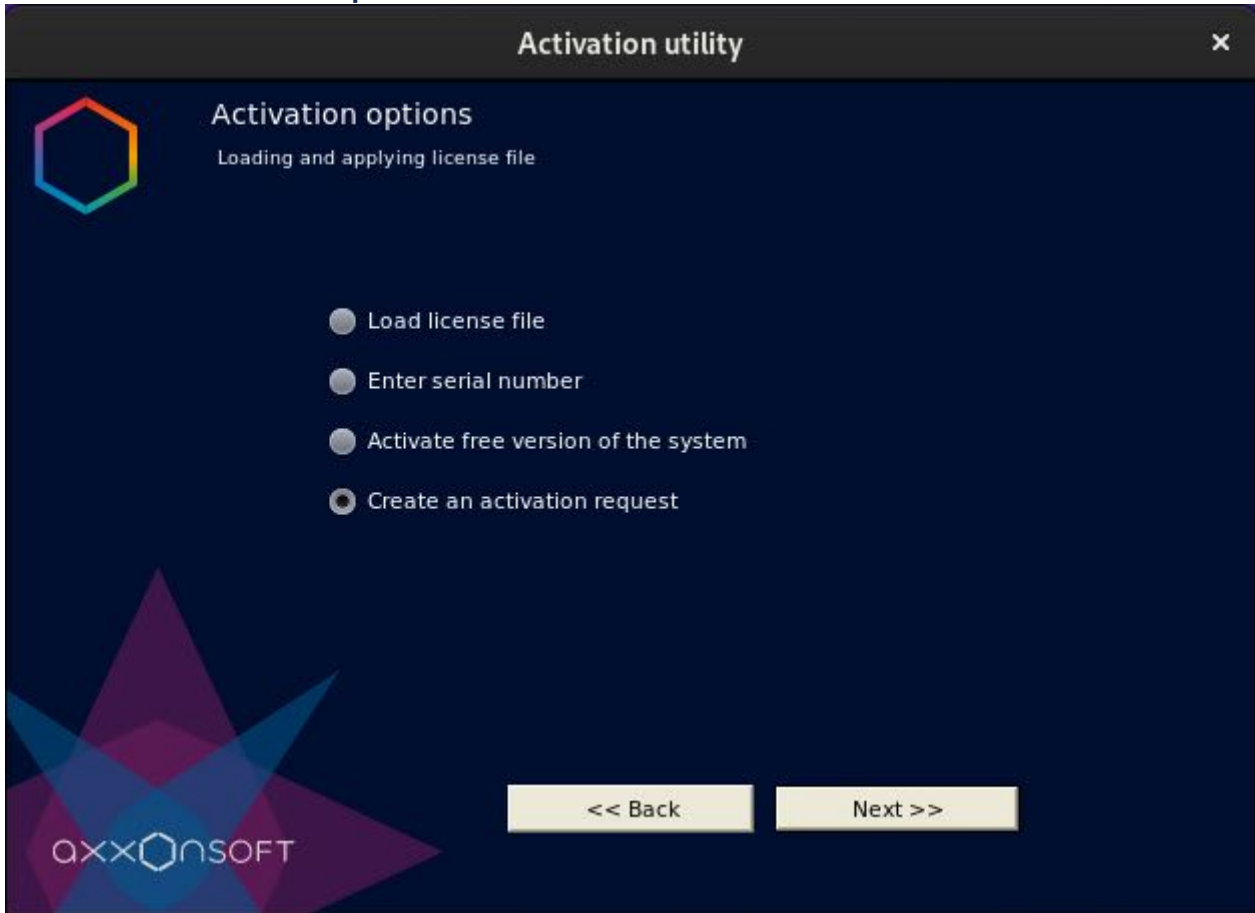 Activation utility
Activation options
Loading and applying license file
Load license file
Enter serial number
Activate free version of the system
Create an activation request
<< Back
Next >>
axxonsoft